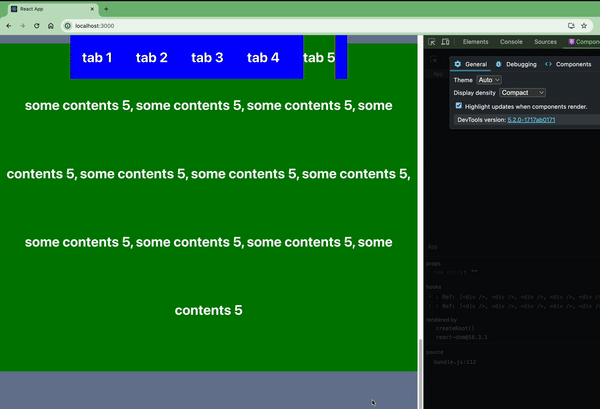 React App
localhost:3000
tab 1 tab 2 tab 3 tab 4 tab 5
some contents 5, some contents 5, some contents 5, some
contents 5, some contents 5, some contents 5, some contents 5,
some contents 5, some contents 5, some contents 5, some
contents 5
Elements Console Sources Components
General Debugging Components
Theme Auto
Display density Compact
Highlight updates when components render.
DevTools version: 5.2.0-1717ab0171
App
props
hooks
rendered by
createRoot()
react-dom@18.3.1
source
bundle.js:112